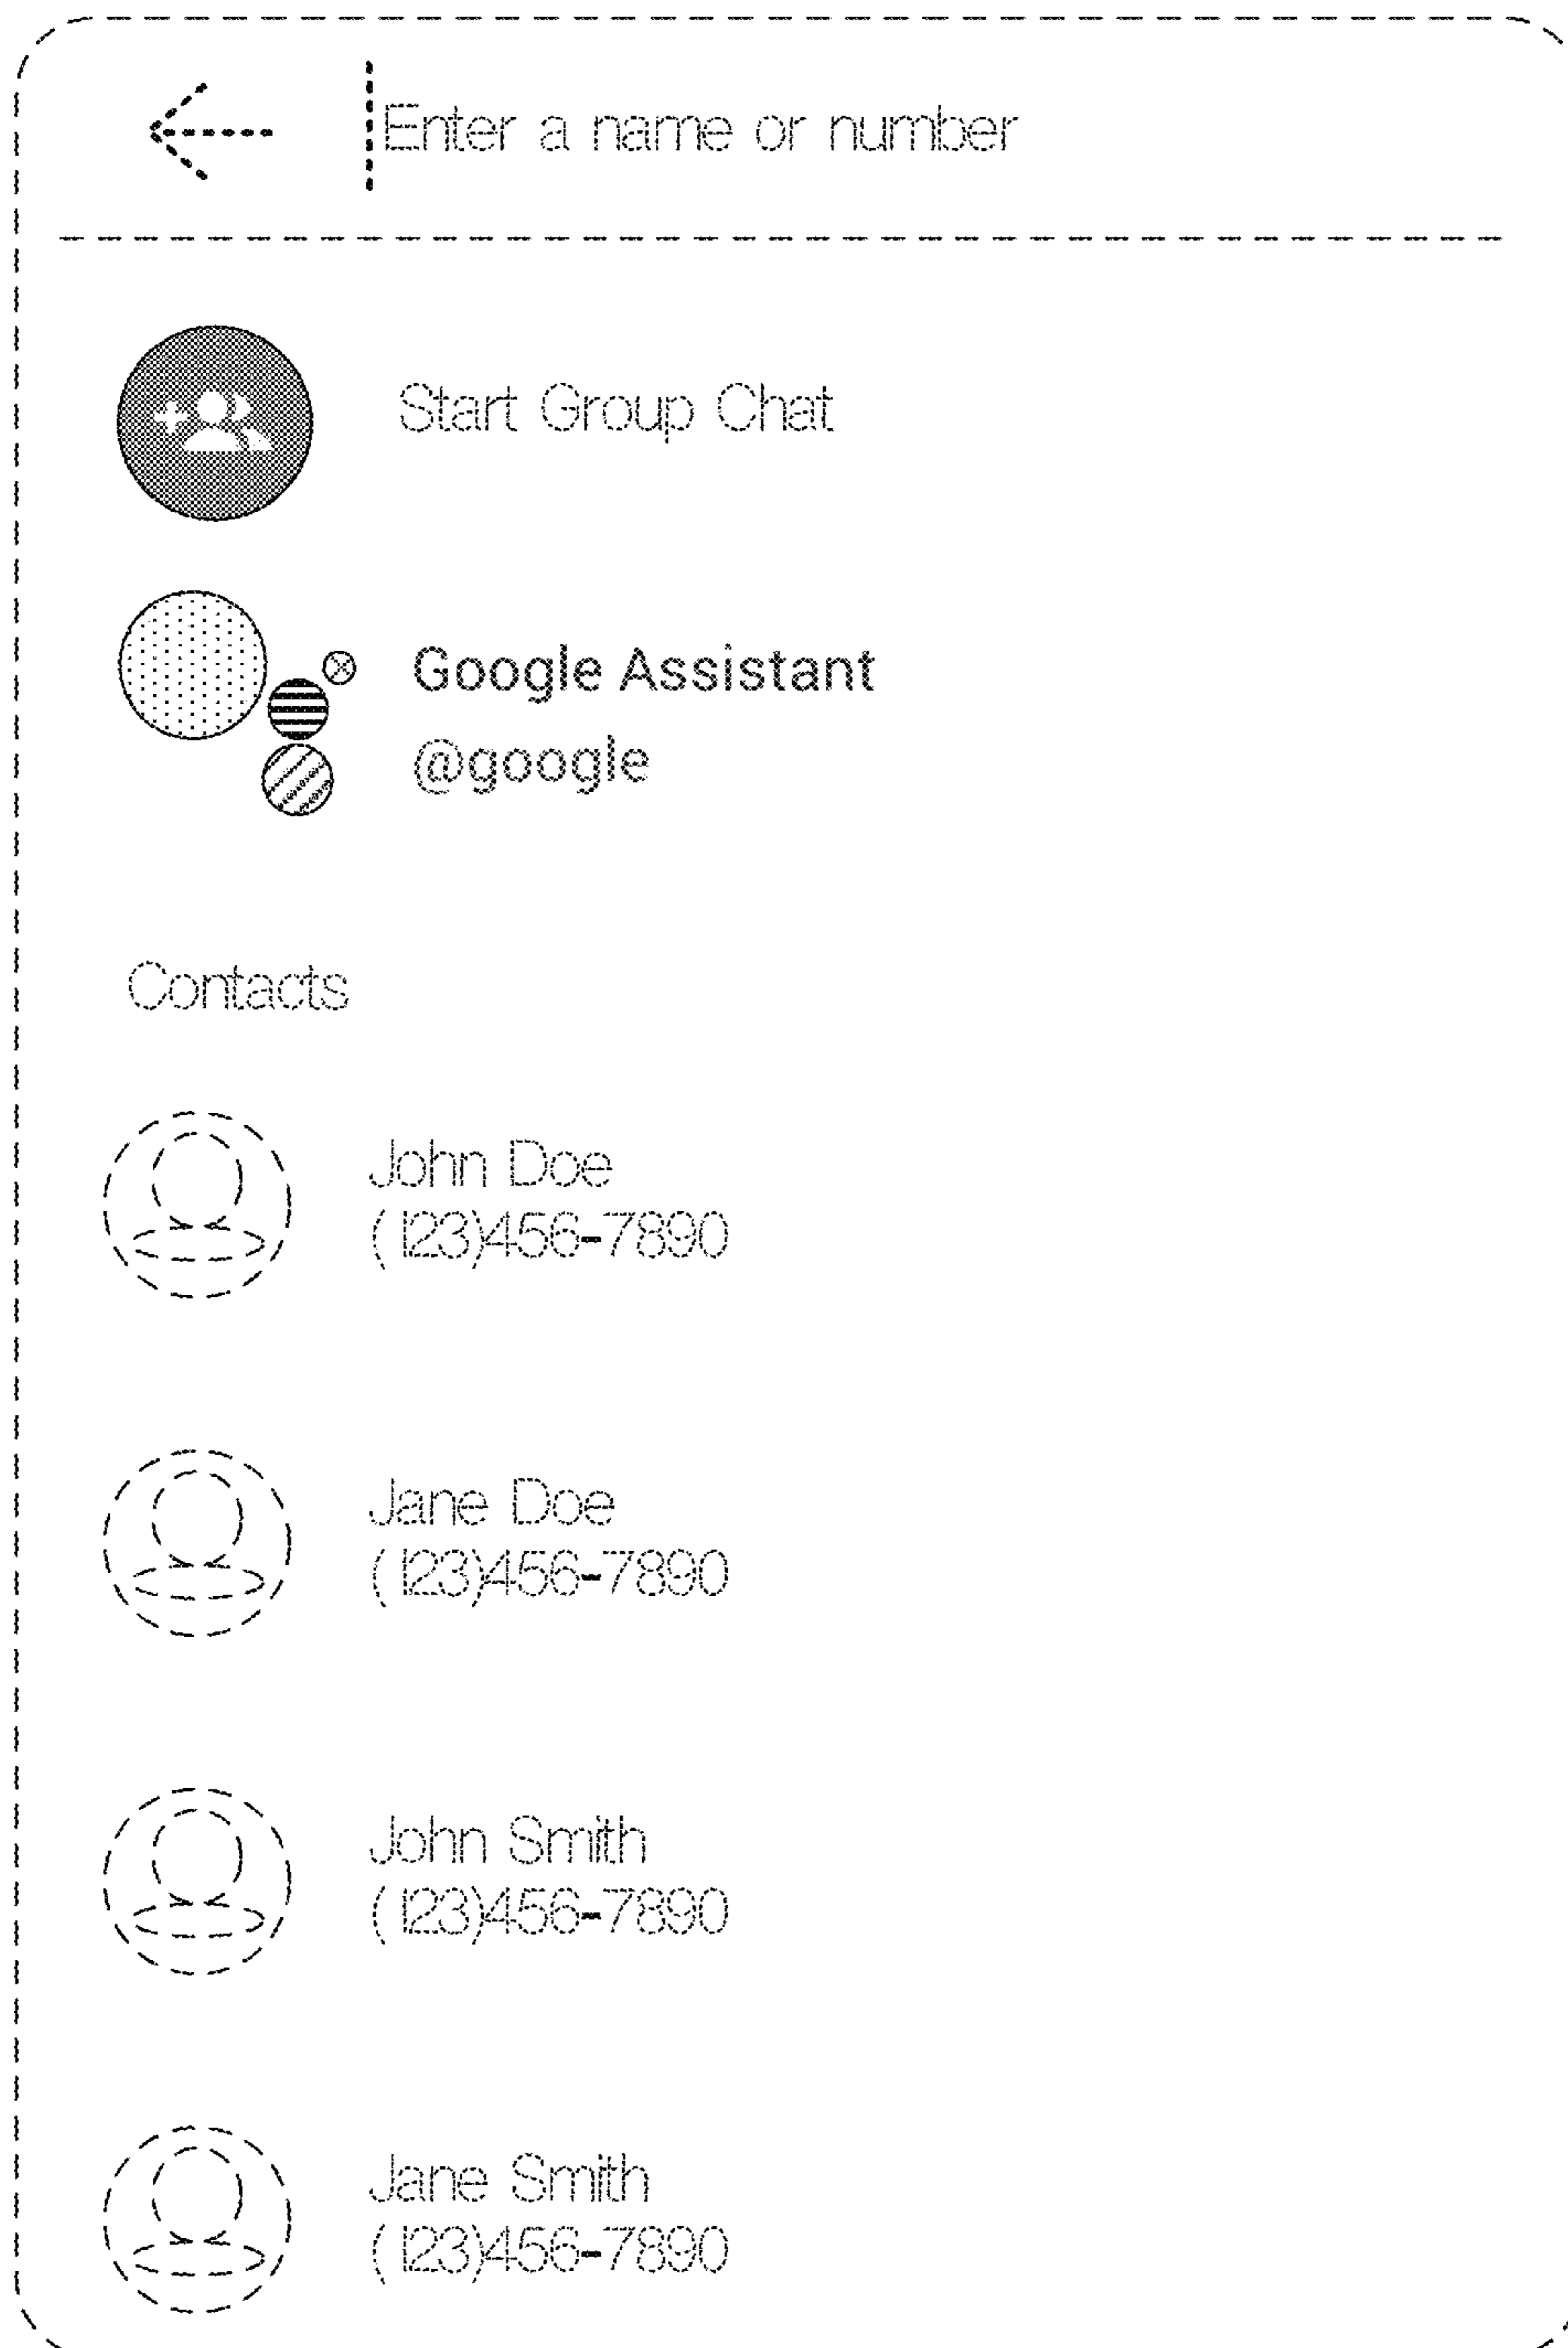 Enter a name or number
Start Group Chat
Google Assistant
@google
Contacts
John Doe
(123)456-7890
Jane Doe
(123)456-7890
John Smith
(123)456-7890
Jane Smith
(123)456-7890